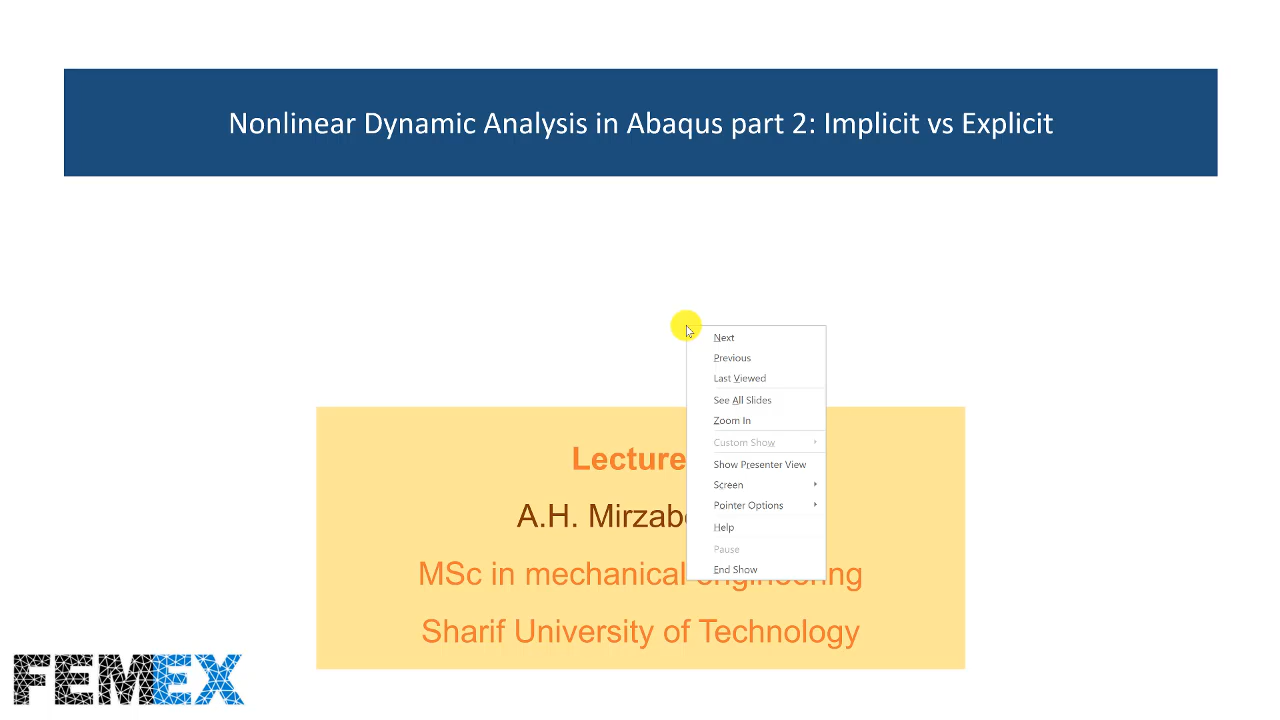 Nonlinear Dynamic Analysis in Abaqus part 2: Implicit vs Explicit
Next
Previous
Last Viewed
See All Slides
Zoom In
Custom Show
Show Presenter View
Screen
Pointer Options
Help
Pause
End Show
Lecture
A.H.
MSc in mechanical engineering
Sharif University of Technology
FEMEX